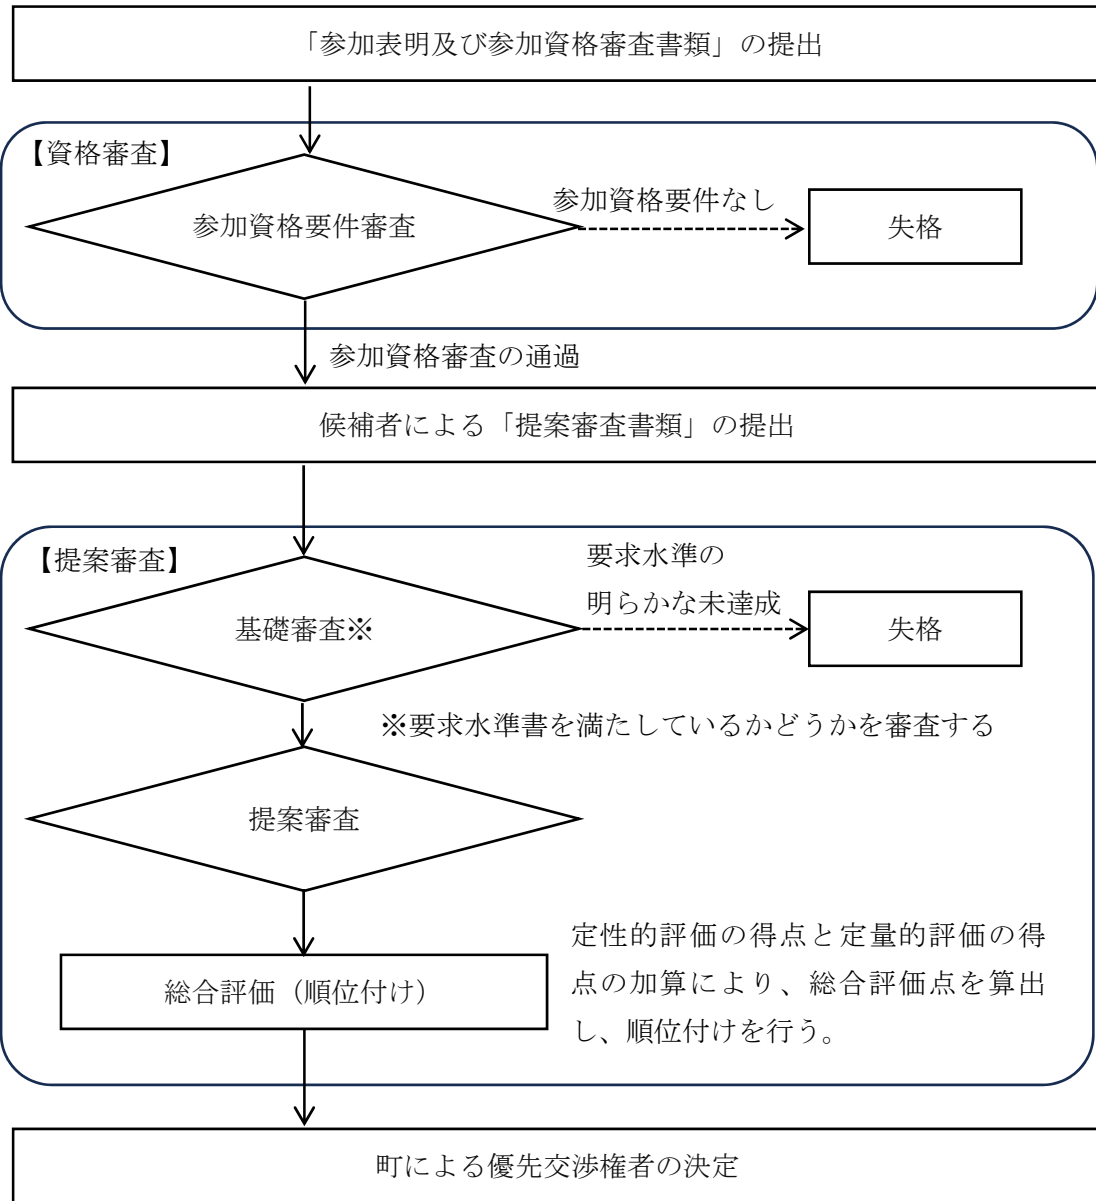 「参加表明及び参加資格審査書類」の提出
【資格審査】
参加資格要件審査
参加資格要件なし
失格
参加資格審査の通過
候補者による「提案審査書類」の提出
【提案審査】
基礎審査※
要求水準の
明らかな未達成
失格
※要求水準書を満たしているかどうかを審査する
提案審査
総合評価（順位付け）
定性的評価の得点と定量的評価の得
点の加算により、総合評価点を算出
し、順位付けを行う。
町による優先交渉権者の決定